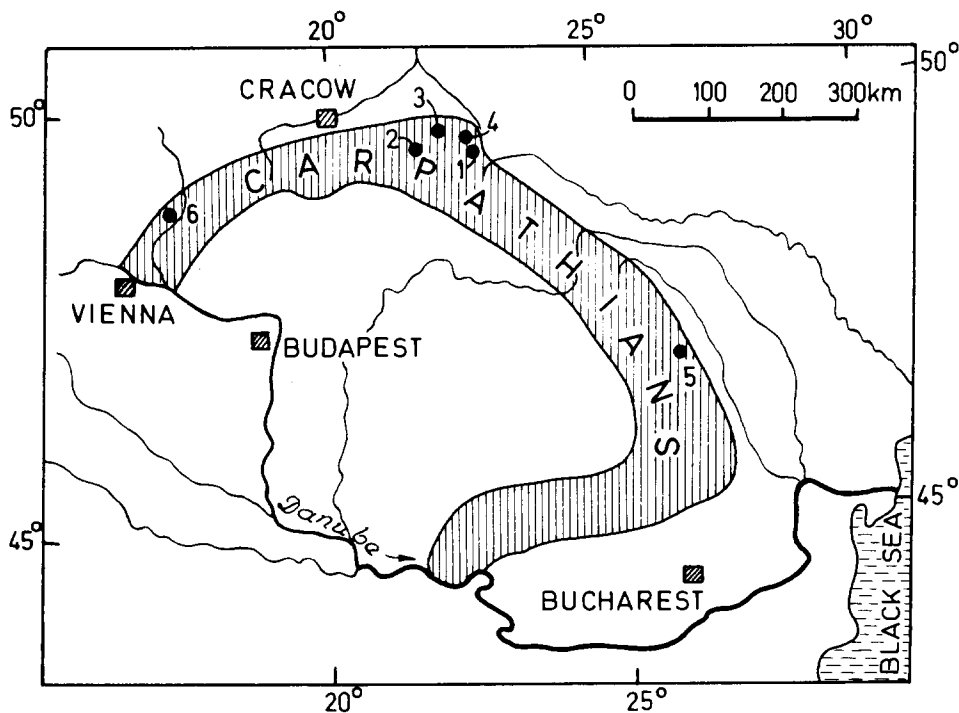 20° 25° 30°
50°
CRACOW
0 100 200 300km
50°
3
4
2
1
CARPATHIANS
6
VIENNA
BUDAPEST
5
Danube
45°
45°
BLACK SEA
BUCHAREST
20° 25°